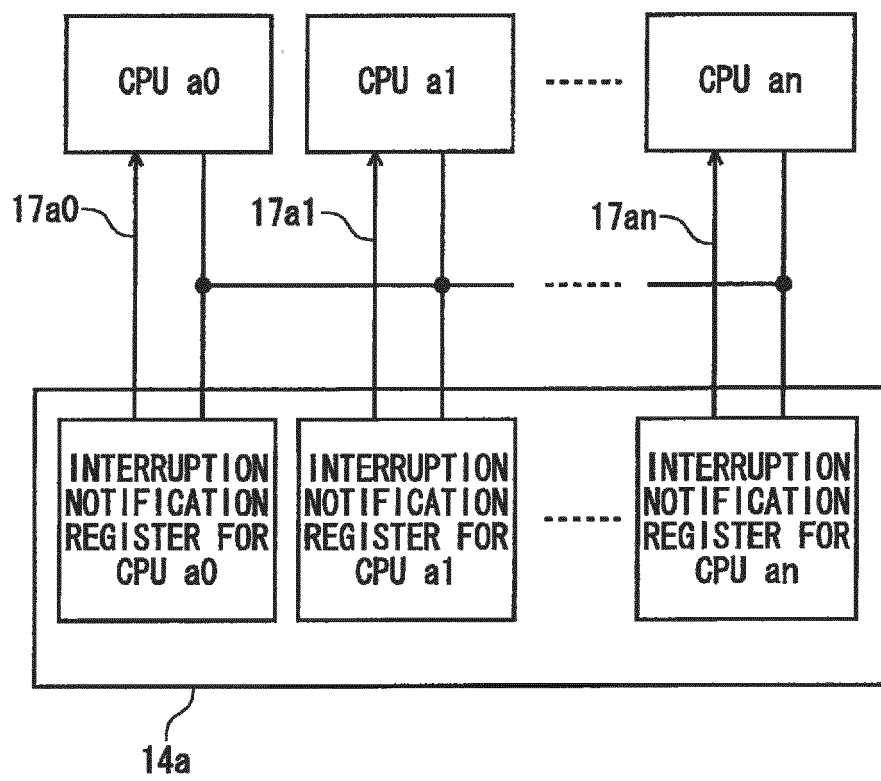 CPU a0
CPU a1
CPU an
17a0
17a1
17an
INTERRUPTION
NOTIFICATION
REGISTER FOR
CPU a0
INTERRUPTION
NOTIFICATION
REGISTER FOR
CPU a1
INTERRUPTION
NOTIFICATION
REGISTER FOR
CPU an
14a